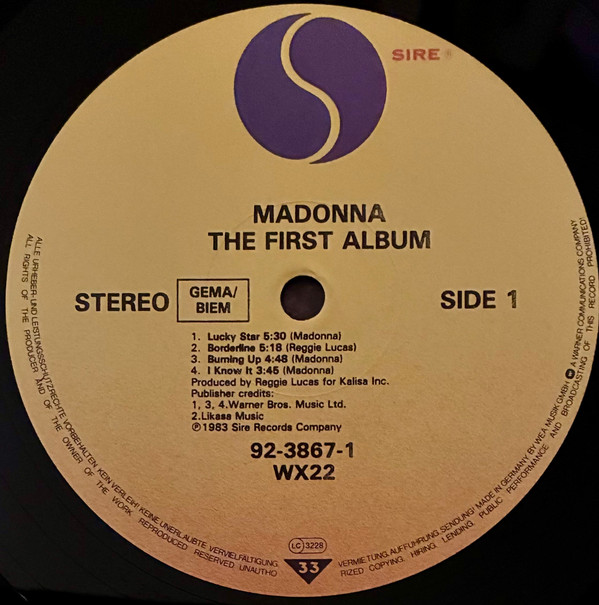 SIRE ®
MADONNA
THE FIRST ALBUM
STEREO
GEMA/
BIEM
SIDE 1
1. Lucky Star 5:30 (Madonna)
2. Borderline 5:18 (Reggie Lucas)
3. Burning Up 4:48 (Madonna)
4. I Know It 3:45 (Madonna)
Produced by Reggie Lucas for Kalisa Inc.
Publisher credits:
1, 3, 4.Warner Bros. Music Ltd.
2.Likasa Music
℗1983 Sire Records Company
92-3867-1
WX22
LC 3228
33
ALLE URHEBER- UND LEISTUNGSSCHUTZRECHTE VORBEHALTEN. KEIN VERLEIH! KEINE UNERLAUBTE VERVIELFÄLTIGUNG, VERMIETUNG, AUFFÜHRUNG, SENDUNG! MADE IN GERMANY BY WEA MUSIK GMBH A WARNER COMMUNICATIONS COMPANY
ALL RIGHTS OF THE PRODUCER AND OF THE OWNER OF THE WORK REPRODUCED RESERVED UNAUTHORIZED COPYING, HIRING, LENDING PUBLIC PERFORMANCE AND BROADCASTING OF THIS RECORD PROHIBITED!